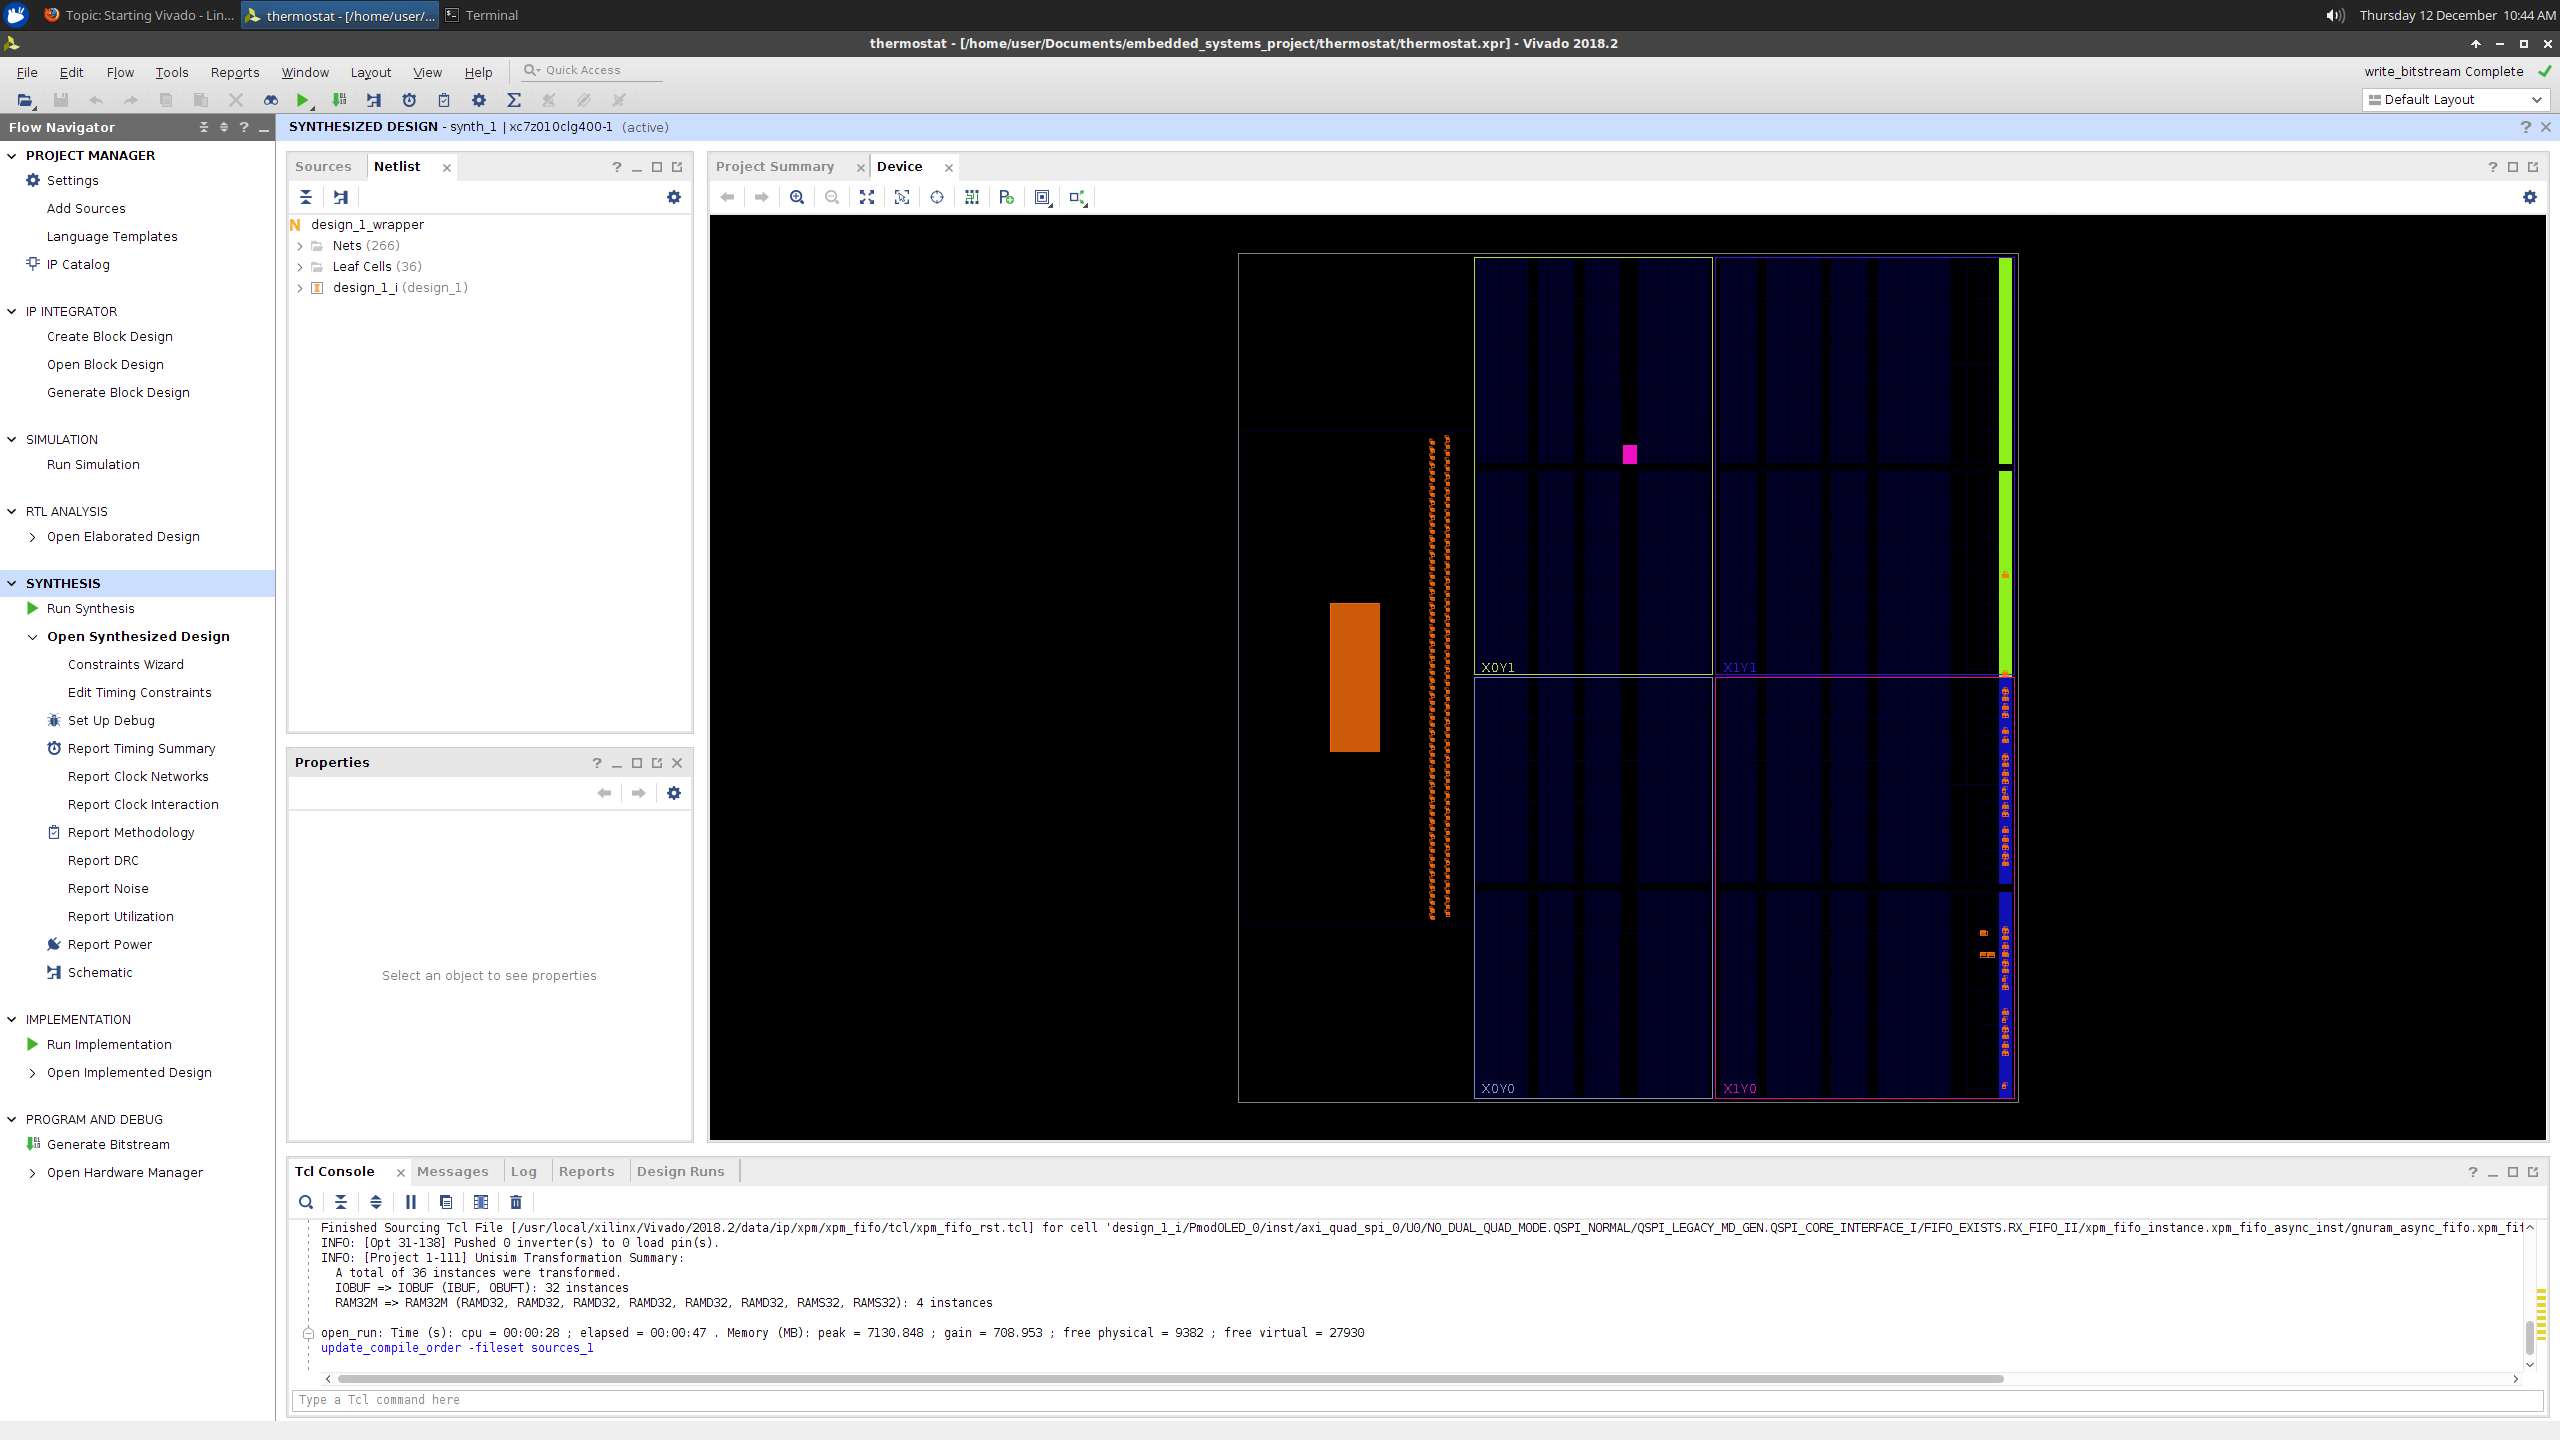 Topic: Starting Vivado - Lin...
thermostat - [/home/user/...
Terminal
Thursday 12 December 10:44 AM
thermostat - [/home/user/Documents/embedded_systems_project/thermostat/thermostat.xpr] - Vivado 2018.2
File Edit Flow Tools Reports Window Layout View Help
Quick Access
write_bitstream Complete
Default Layout
Flow Navigator
SYNTHESIZED DESIGN - synth_1 | xc7z010clg400-1 (active)
PROJECT MANAGER
Settings
Add Sources
Language Templates
IP Catalog
IP INTEGRATOR
Create Block Design
Open Block Design
Generate Block Design
SIMULATION
Run Simulation
RTL ANALYSIS
Open Elaborated Design
SYNTHESIS
Run Synthesis
Open Synthesized Design
Constraints Wizard
Edit Timing Constraints
Set Up Debug
Report Timing Summary
Report Clock Networks
Report Clock Interaction
Report Methodology
Report DRC
Report Noise
Report Utilization
Report Power
Schematic
IMPLEMENTATION
Run Implementation
Open Implemented Design
PROGRAM AND DEBUG
Generate Bitstream
Open Hardware Manager
Sources Netlist
design_1_wrapper
Nets (266)
Leaf Cells (36)
design_1_i (design_1)
Properties
Select an object to see properties
Project Summary Device
X0Y1 X1Y1
X0Y0 X1Y0
Tcl Console Messages Log Reports Design Runs
Finished Sourcing Tcl File [/usr/local/xilinx/Vivado/2018.2/data/ip/xpm/xpm_fifo/tcl/xpm_fifo_rst.tcl] for cell 'design_1_i/PmodOLED_0/inst/axi_quad_spi_0/U0/NO_DUAL_QUAD_MODE.QSPI_NORMAL/QSPI_LEGACY_MD_GEN.QSPI_CORE_INTERFACE_I/FIFO_EXISTS.RX_FIFO_II/xpm_fifo_instance.xpm_fifo_async_inst/gnuram_async_fifo.xpm_fif
INFO: [Opt 31-138] Pushed 0 inverter(s) to 0 load pin(s).
INFO: [Project 1-111] Unisim Transformation Summary:
A total of 36 instances were transformed.
IOBUF => IOBUF (IBUF, OBUFT): 32 instances
RAM32M => RAM32M (RAMD32, RAMD32, RAMD32, RAMD32, RAMD32, RAMD32, RAMS32, RAMS32): 4 instances
open_run: Time (s): cpu = 00:00:28 ; elapsed = 00:00:47 . Memory (MB): peak = 7130.848 ; gain = 708.953 ; free physical = 9382 ; free virtual = 27930
update_compile_order -fileset sources_1
Type a Tcl command here